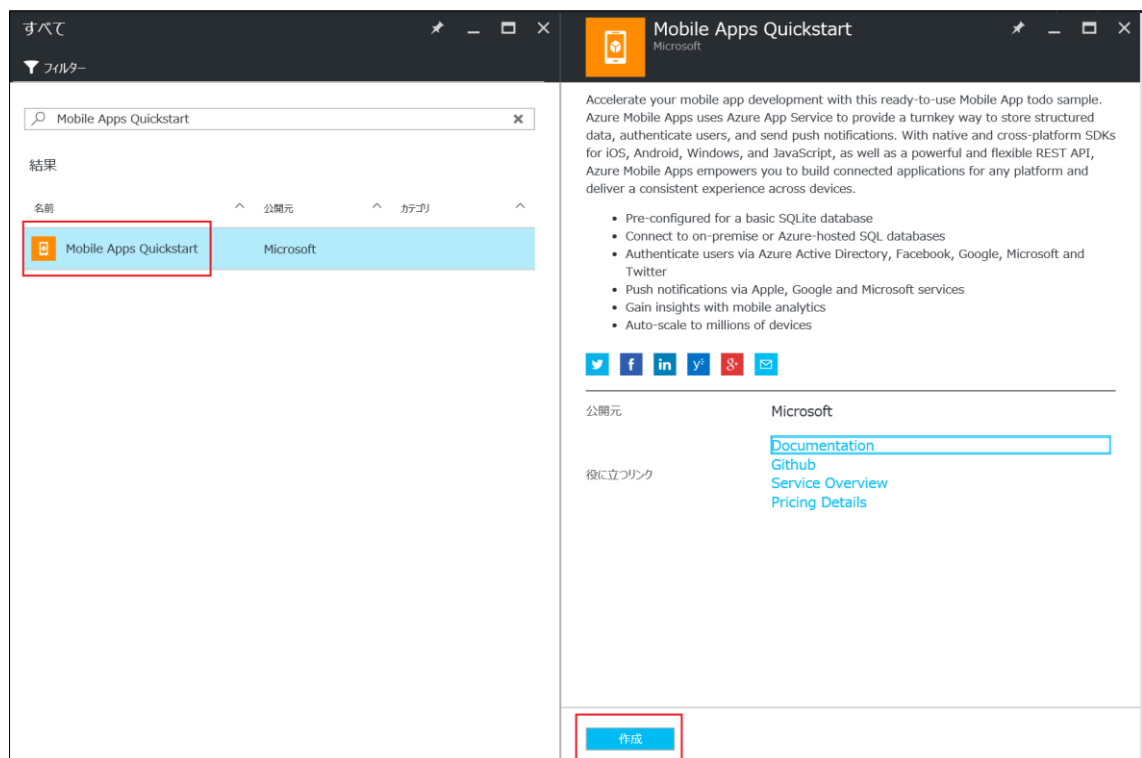 すべて
フィルター
Mobile Apps Quickstart
結果
名前 公開元 カテゴリ
Mobile Apps Quickstart Microsoft
Mobile Apps Quickstart
Microsoft
Accelerate your mobile app development with this ready-to-use Mobile App todo sample.
Azure Mobile Apps uses Azure App Service to provide a turnkey way to store structured
data, authenticate users, and send push notifications. With native and cross-platform SDKs
for iOS, Android, Windows, and JavaScript, as well as a powerful and flexible REST API,
Azure Mobile Apps empowers you to build connected applications for any platform and
deliver a consistent experience across devices.
• Pre-configured for a basic SQLite database
• Connect to on-premise or Azure-hosted SQL databases
• Authenticate users via Azure Active Directory, Facebook, Google, Microsoft and
Twitter
• Push notifications via Apple, Google and Microsoft services
• Gain insights with mobile analytics
• Auto-scale to millions of devices
公開元 Microsoft
役に立つリンク
Documentation
Github
Service Overview
Pricing Details
作成